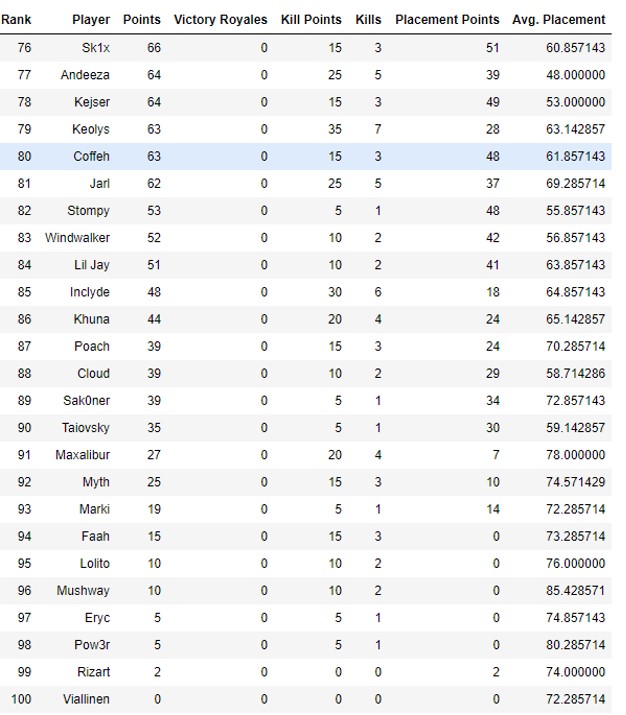 Rank Player Points Victory Royales Kill Points Kills Placement Points Avg. Placement
76 Sk1x 66 0 15 3 51 60.857143
77 Andeeza 64 0 25 5 39 48.000000
78 Kejser 64 0 15 3 49 53.000000
79 Keolys 63 0 35 7 28 63.142857
80 Coffeh 63 0 15 3 48 61.857143
81 Jarl 62 0 25 5 37 69.285714
82 Stompy 53 0 5 1 48 55.857143
83 Windwalker 52 0 10 2 42 56.857143
84 Lil Jay 51 0 10 2 41 63.857143
85 Inclyde 48 0 30 6 18 64.857143
86 Khuna 44 0 20 4 24 65.142857
87 Poach 39 0 15 3 24 70.285714
88 Cloud 39 0 10 2 29 58.714286
89 Sak0ner 39 0 5 1 34 72.857143
90 Taiovsky 35 0 5 1 30 59.142857
91 Maxalibur 27 0 20 4 7 78.000000
92 Myth 25 0 15 3 10 74.571429
93 Marki 19 0 5 1 14 72.285714
94 Faah 15 0 15 3 0 73.285714
95 Lolito 10 0 10 2 0 76.000000
96 Mushway 10 0 10 2 0 85.428571
97 Eryc 5 0 5 1 0 74.857143
98 Pow3r 5 0 5 1 0 80.285714
99 Rizart 2 0 0 0 2 74.000000
100 Viallinen 0 0 0 0 0 72.285714